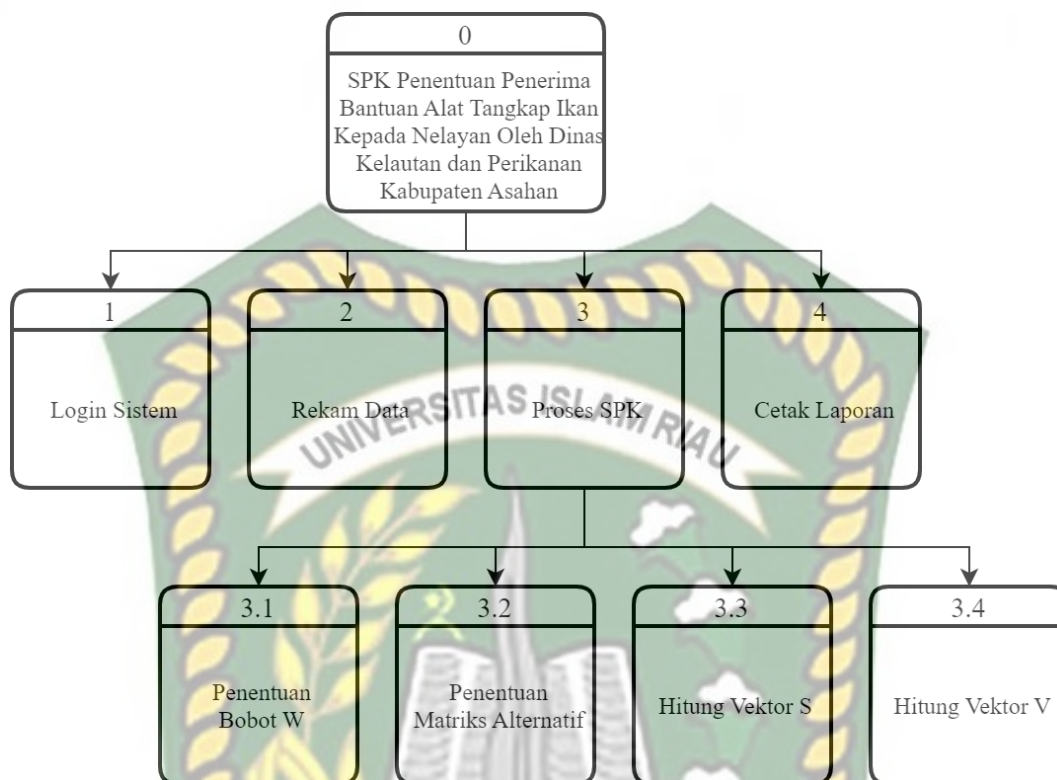 0
SPK Penentuan Penerima
Bantuan Alat Tangkap Ikan
Kepada Nelayan Oleh Dinas
Kelautan dan Perikanan
Kabupaten Asahan
1
2
3
4
Login Sistem
Rekam Data
Proses SPK
Cetak Laporan
UNIVERSITAS ISLAM RIAU
3.1
3.2
3.3
3.4
Penentuan
Bobot W
Penentuan
Matriks Alternatif
Hitung Vektor S
Hitung Vektor V